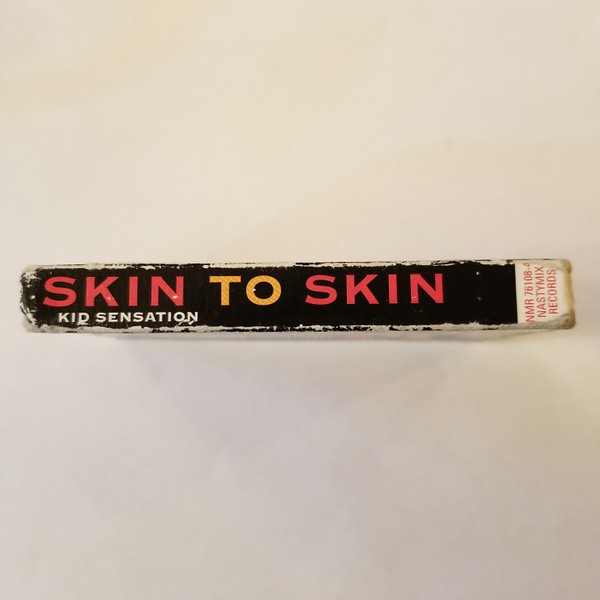 SKIN TO SKIN
KID SENSATION
NMR 76108-4
NASTYMIX
RECORDS